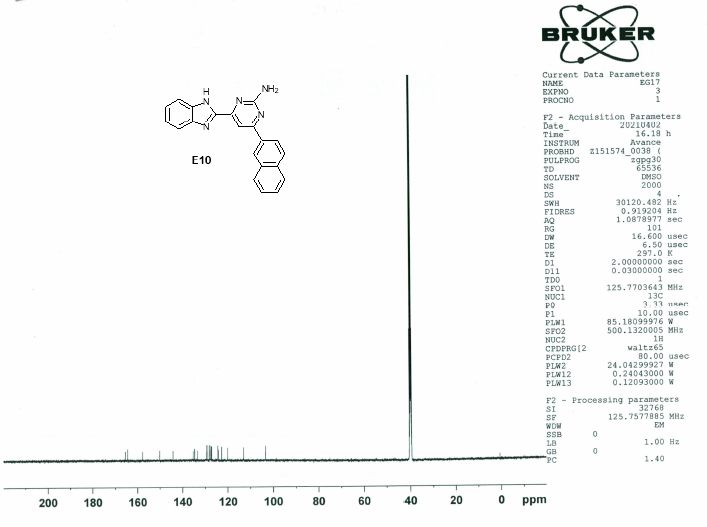 BRUKER
Current Data Parameters
NAME EG17
EXPNO 3
PROCNO 1
F2 - Acquisition Parameters
Date_ 20210402
Time 16.18 h
INSTRUM Avance
PROBHD Z151574_0038 (
PULPROG zgpg30
TD 65536
SOLVENT DMSO
NS 2000
DS 4
SWH 30120.482 Hz
FIDRES 0.919204 Hz
AQ 1.0878977 sec
RG 101
DW 16.600 usec
DE 6.50 usec
TE 297.0 K
D1 2.00000000 sec
D11 0.03000000 sec
TD0 1
SFO1 125.7703643 MHz
NUC1 13C
P0 3.33 usec
P1 10.00 usec
PLW1 85.18099976 W
SFO2 500.1320005 MHz
NUC2 1H
CPDPRG[2 waltz65
PCPD2 80.00 usec
PLW2 24.04299927 W
PLW12 0.24043000 W
PLW13 0.12093000 W
F2 - Processing parameters
SI 32768
SF 125.7577885 MHz
WDW EM
SSB 0
LB 1.00 Hz
GB 0
PC 1.40
H
N
N
N
NH2
N
E10
200 180 160 140 120 100 80 60 40 20 0 ppm